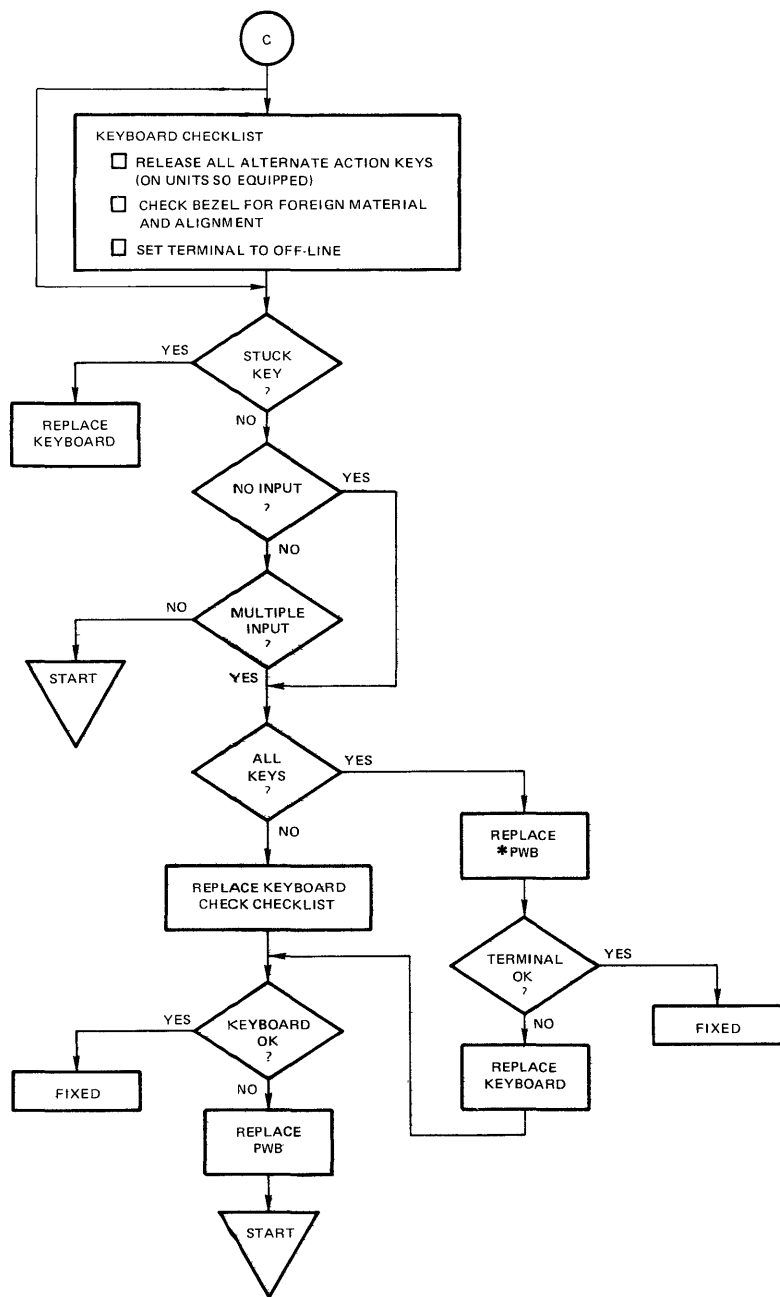 C
KEYBOARD CHECKLIST
RELEASE ALL ALTERNATE ACTION KEYS
(ON UNITS SO EQUIPPED)
CHECK BEZEL FOR FOREIGN MATERIAL
AND ALIGNMENT
SET TERMINAL TO OFF-LINE
YES
STUCK
KEY
?
NO
REPLACE
KEYBOARD
NO INPUT
?
YES
NO
NO
MULTIPLE
INPUT
?
YES
START
ALL
KEYS
?
YES
NO
REPLACE
*PWB
REPLACE KEYBOARD
CHECK CHECKLIST
TERMINAL
OK
?
YES
NO
FIXED
YES
KEYBOARD
OK
?
NO
REPLACE
KEYBOARD
FIXED
REPLACE
PWB
START